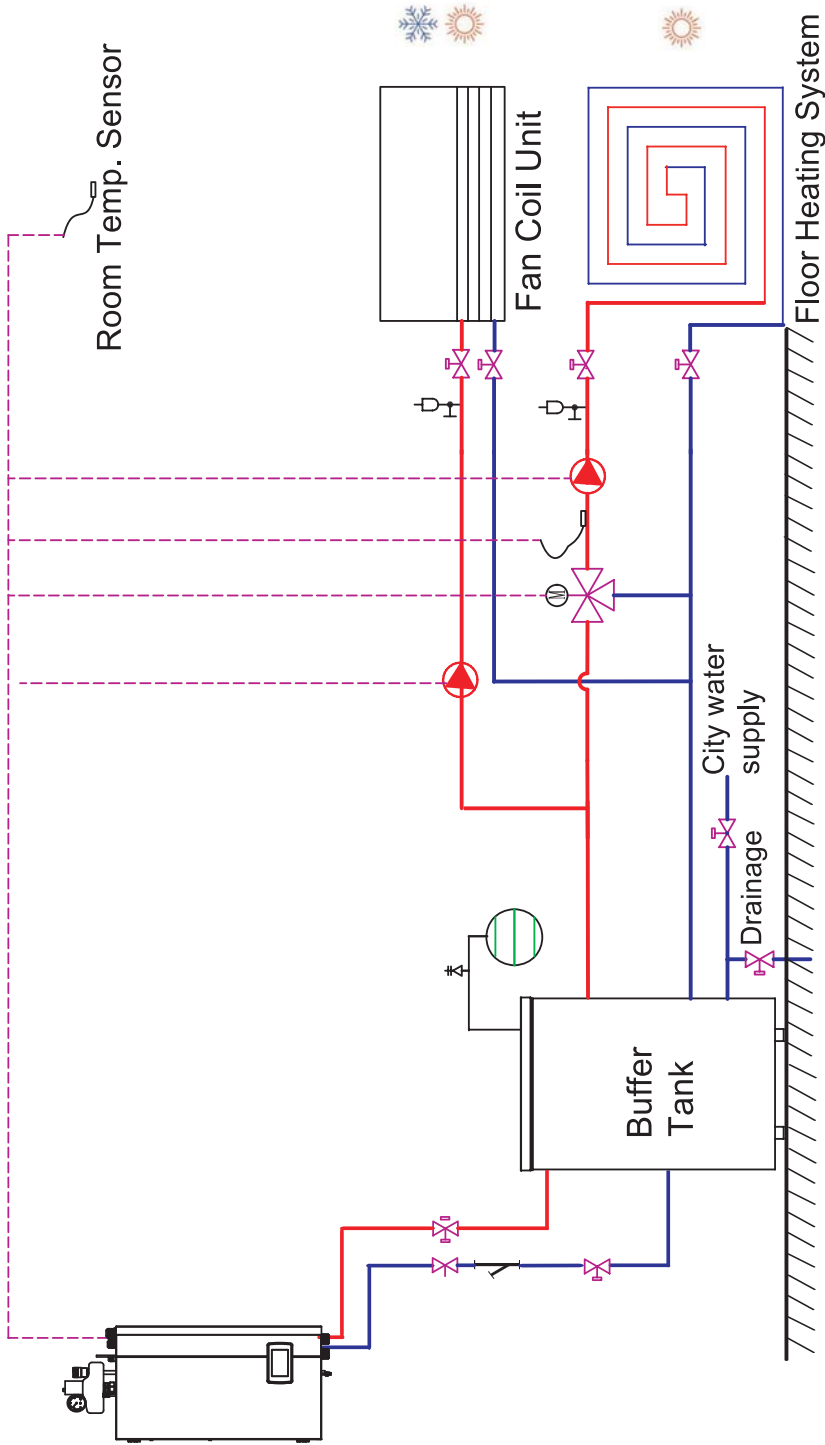 Room Temp. Sensor
Fan Coil Unit
Floor Heating System
City water
supply
Drainage
Buffer
Tank
M